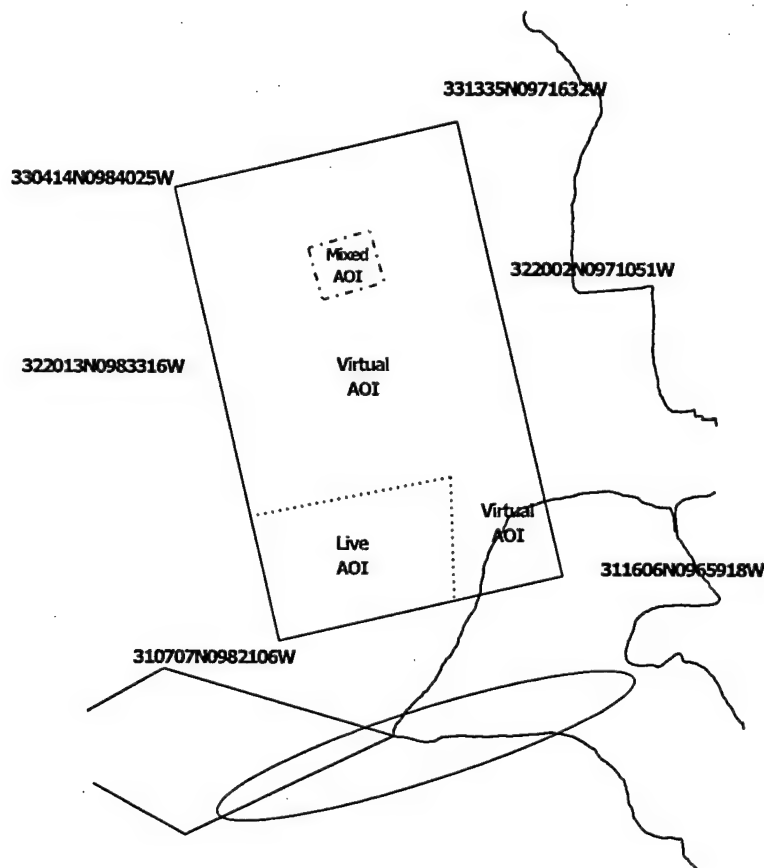 331335N0971632W
330414N0984025W
Mixed
AOI
322002N0971051W
322013N0983316W
Virtual
AOI
Virtual
AOI
Live
AOI
311606N0965918W
310707N0982106W